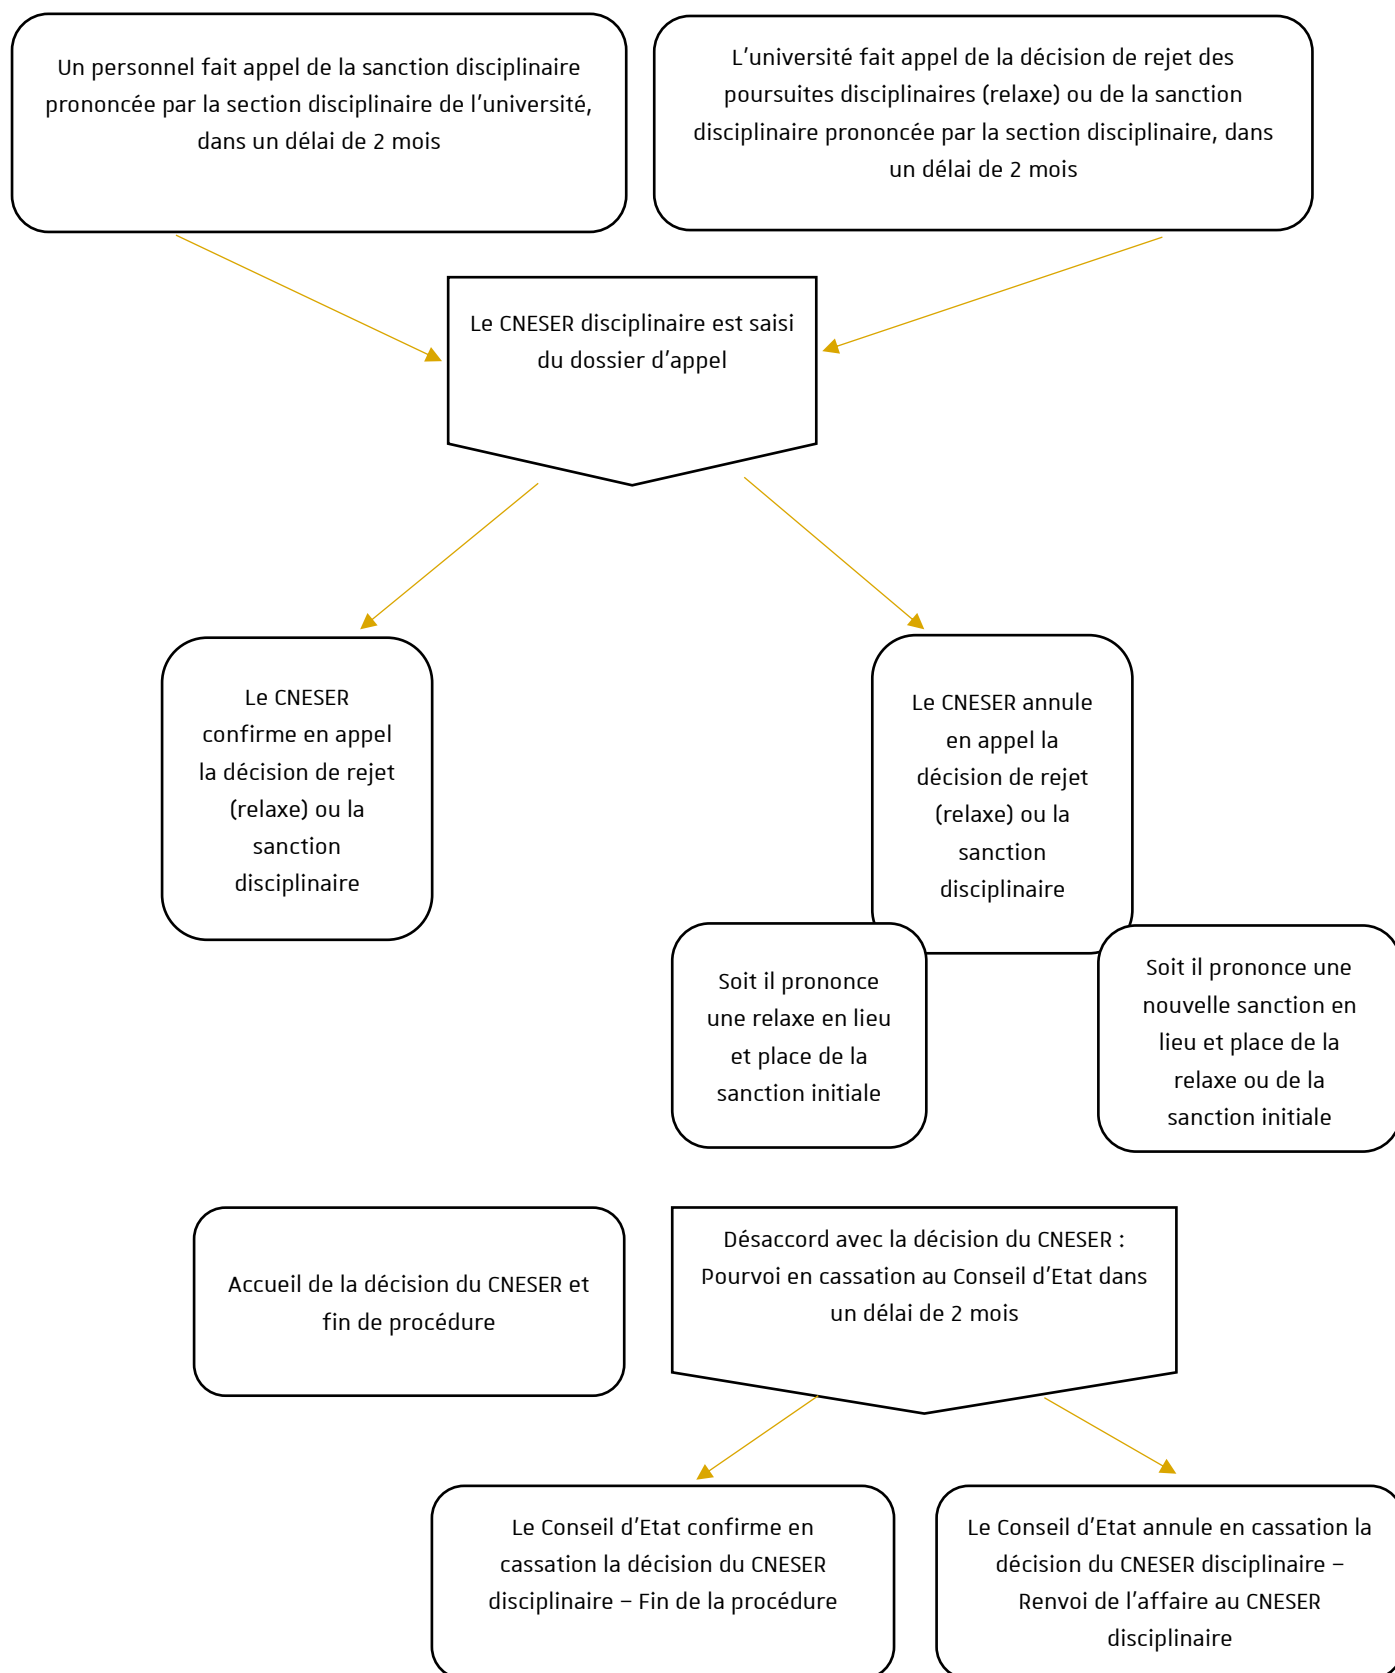 Un personnel fait appel de la sanction disciplinaire
prononcée par la section disciplinaire de l'université,
dans un délai de 2 mois
L'université fait appel de la décision de rejet des
poursuites disciplinaires (relaxe) ou de la sanction
disciplinaire prononcée par la section disciplinaire, dans
un délai de 2 mois
Le CNESER disciplinaire est saisi
du dossier d'appel
Le CNESER
confirme en appel
la décision de rejet
(relaxe) ou la
sanction
disciplinaire
Le CNESER annule
en appel la
décision de rejet
(relaxe) ou la
sanction
disciplinaire
Soit il prononce
une relaxe en lieu
et place de la
sanction initiale
Soit il prononce une
nouvelle sanction en
lieu et place de la
relaxe ou de la
sanction initiale
Accueil de la décision du CNESER et
fin de procédure
Désaccord avec la décision du CNESER :
Pourvoi en cassation au Conseil d'Etat dans
un délai de 2 mois
Le Conseil d'Etat confirme en
cassation la décision du CNESER
disciplinaire – Fin de la procédure
Le Conseil d'Etat annule en cassation la
décision du CNESER disciplinaire –
Renvoi de l'affaire au CNESER
disciplinaire